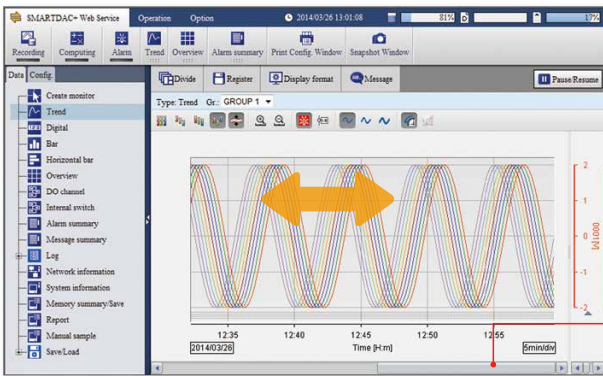 SMARTDAC+ Web Service Operation Option 2014/03/26 13:01:08 81% 17%
Recording Computing Alarm Trend Overview Alarm summary Print Config. Window Snapshot Window
Data Config. Divide Register Display format Message Pause/Resume
Create monitor
Trend
Digital
Bar
Horizontal bar
Overview
DO channel
Internal switch
Alarm summary
Message summary
Log
Network information
System information
Memory summary/Save
Report
Manual sample
Save/Load
Type: Trend Gr.: GROUP 1
2
1
0
-1
-2
0001[V]
12:35 12:40 12:45 12:50 12:55
2014/03/26 Time [H:m] 5min/div